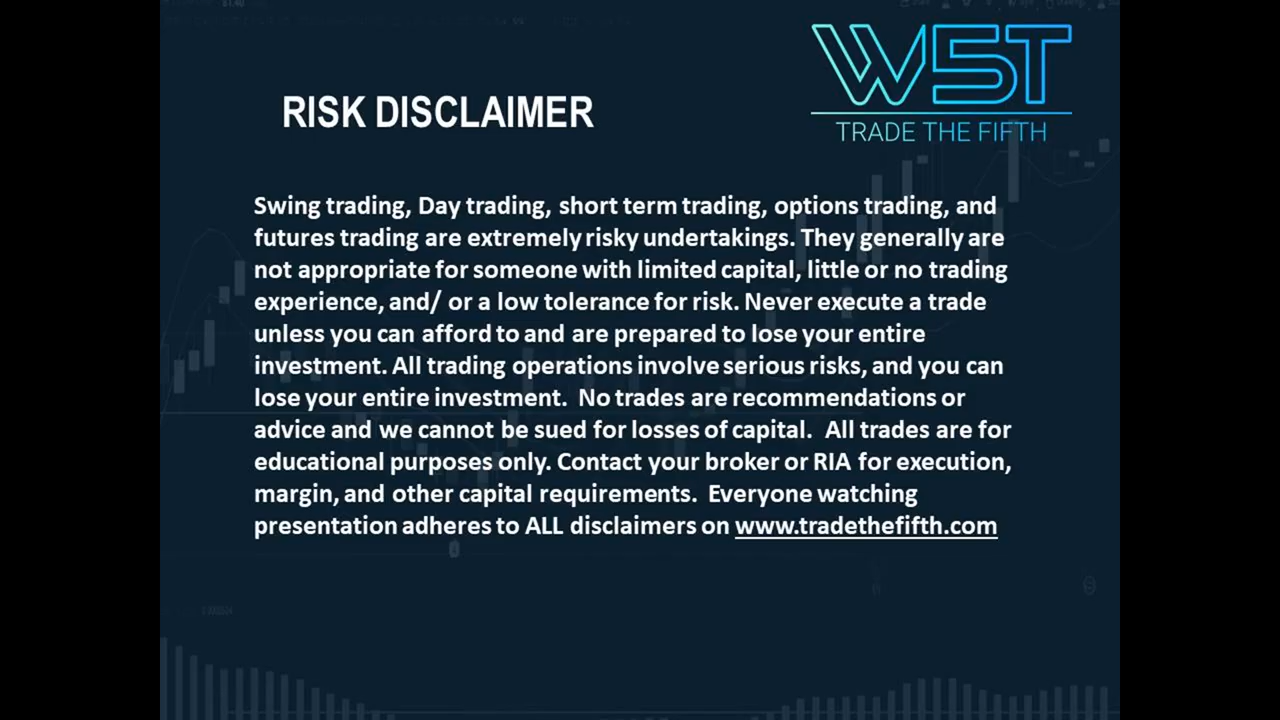 W5T
TRADE THE FIFTH
RISK DISCLAIMER
Swing trading, Day trading, short term trading, options trading, and
futures trading are extremely risky undertakings. They generally are
not appropriate for someone with limited capital, little or no trading
experience, and/ or a low tolerance for risk. Never execute a trade
unless you can afford to and are prepared to lose your entire
investment. All trading operations involve serious risks, and you can
lose your entire investment.  No trades are recommendations or
advice and we cannot be sued for losses of capital.  All trades are for
educational purposes only. Contact your broker or RIA for execution,
margin, and other capital requirements.  Everyone watching
presentation adheres to ALL disclaimers on www.tradethefifth.com